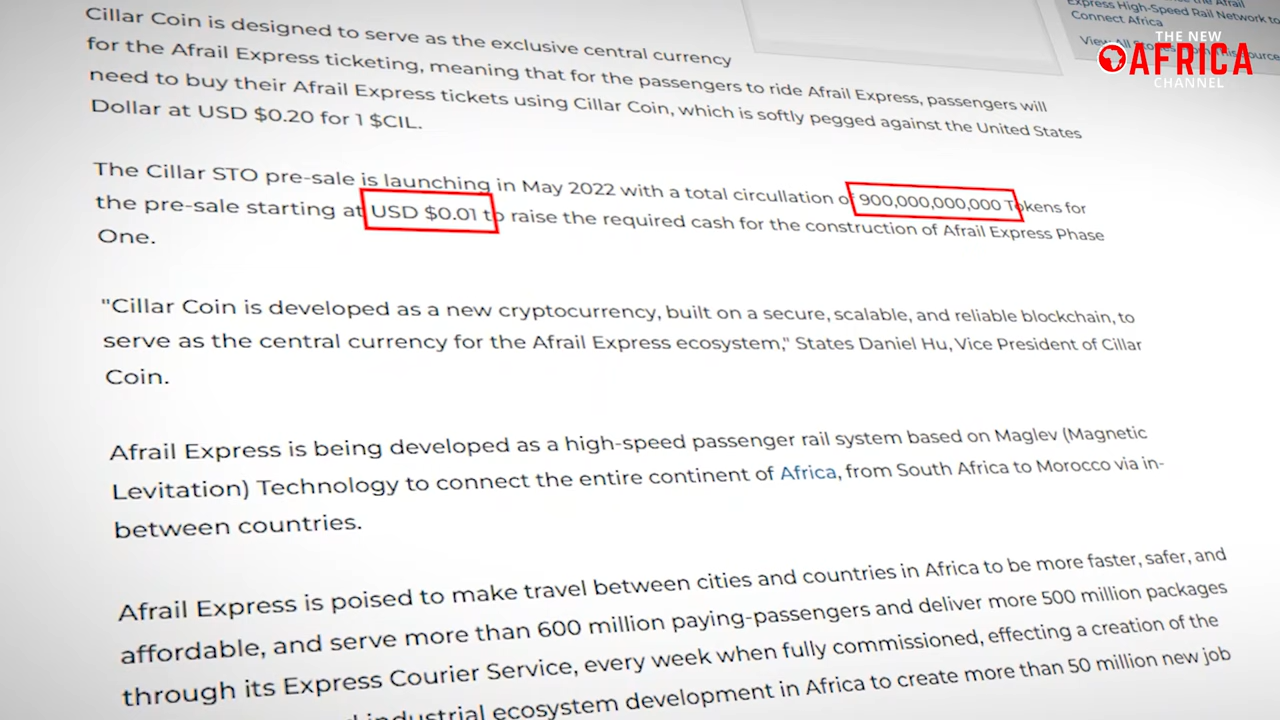 Express High-Speed Rail Network to
Connect Africa
THE NEW
AFRICA
CHANNEL
Cillar Coin is designed to serve as the exclusive central currency
for the Afrail Express ticketing, meaning that for the passengers to ride Afrail Express, passengers will
need to buy their Afrail Express tickets using Cillar Coin, which is softly pegged against the United States
Dollar at USD $0.20 for 1 $CIL.
The Cillar STO pre-sale is launching in May 2022 with a total circullation of 900,000,000,000 Tokens for
the pre-sale starting at USD $0.01 to raise the required cash for the construction of Afrail Express Phase
One.
"Cillar Coin is developed as a new cryptocurrency, built on a secure, scalable, and reliable blockchain, to
serve as the central currency for the Afrail Express ecosystem," States Daniel Hu, Vice President of Cillar
Coin.
Afrail Express is being developed as a high-speed passenger rail system based on Maglev (Magnetic
Levitation) Technology to connect the entire continent of Africa, from South Africa to Morocco via in-
between countries.
Afrail Express is poised to make travel between cities and countries in Africa to be more faster, safer, and
affordable, and serve more than 600 million paying-passengers and deliver more 500 million packages
through its Express Courier Service, every week when fully commissioned, effecting a creation of the
industrial ecosystem development in Africa to create more than 50 million new job